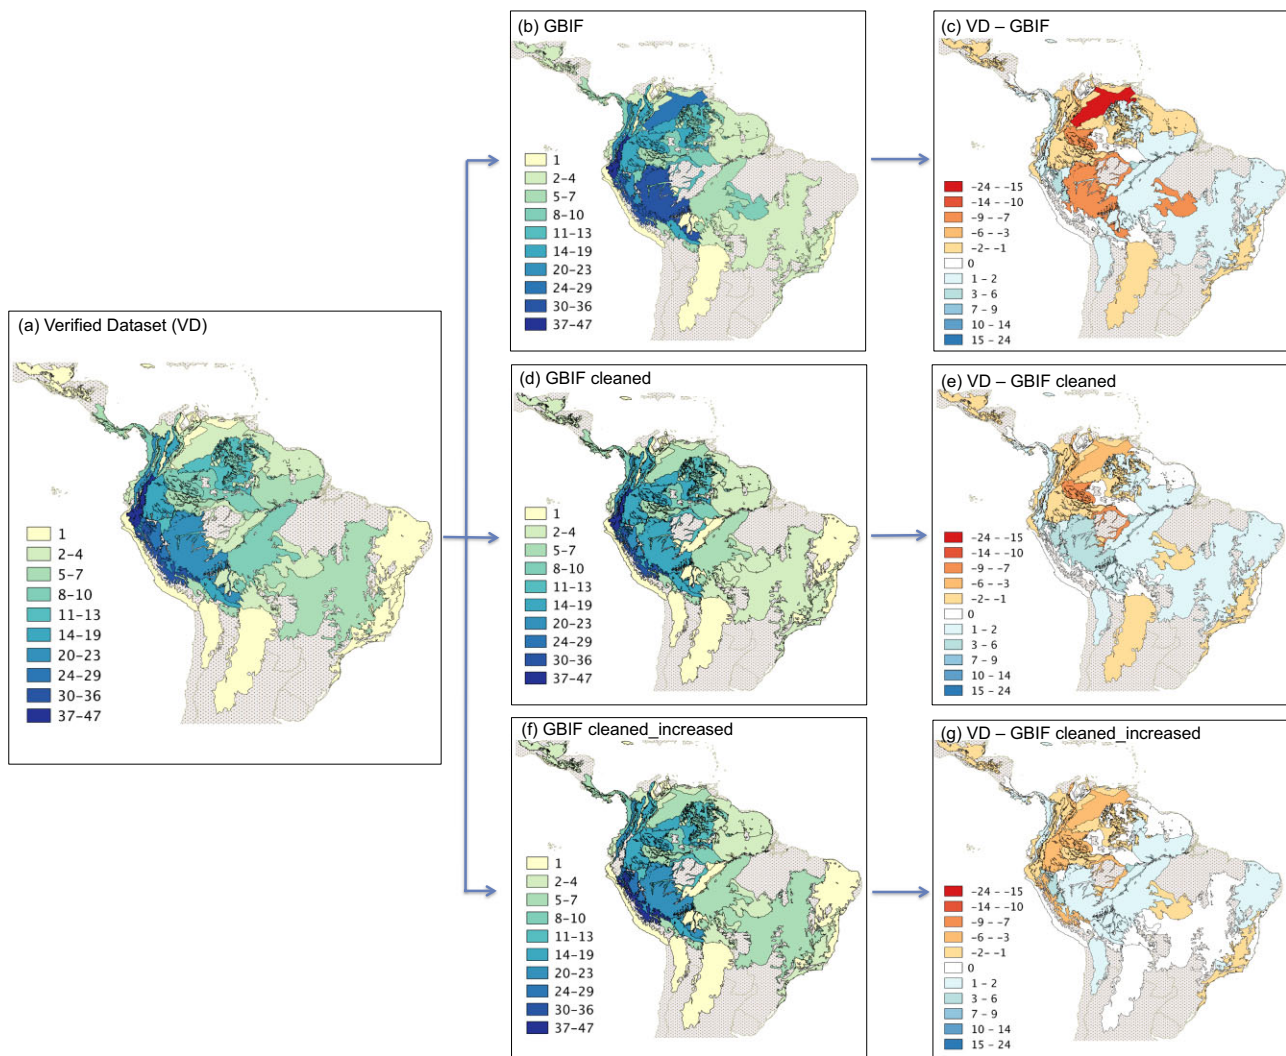 (a) Verified Dataset (VD)
1
2–4
5–7
8–10
11–13
14–19
20–23
24–29
30–36
37–47
(b) GBIF
1
2–4
5–7
8–10
11–13
14–19
20–23
24–29
30–36
37–47
(c) VD – GBIF
-24 – -15
-14 – -10
-9 – -7
-6 – -3
-2– -1
0
1 – 2
3 – 6
7 – 9
10 – 14
15 – 24
(d) GBIF cleaned
1
2–4
5–7
8–10
11–13
14–19
20–23
24–29
30–36
37–47
(e) VD – GBIF cleaned
-24 – -15
-14 – -10
-9 – -7
-6 – -3
-2– -1
0
1 – 2
3 – 6
7 – 9
10 – 14
15 – 24
(f) GBIF cleaned_increased
1
2–4
5–7
8–10
11–13
14–19
20–23
24–29
30–36
37–47
(g) VD – GBIF cleaned_increased
-24 – -15
-14 – -10
-9 – -7
-6 – -3
-2– -1
0
1 – 2
3 – 6
7 – 9
10 – 14
15 – 24